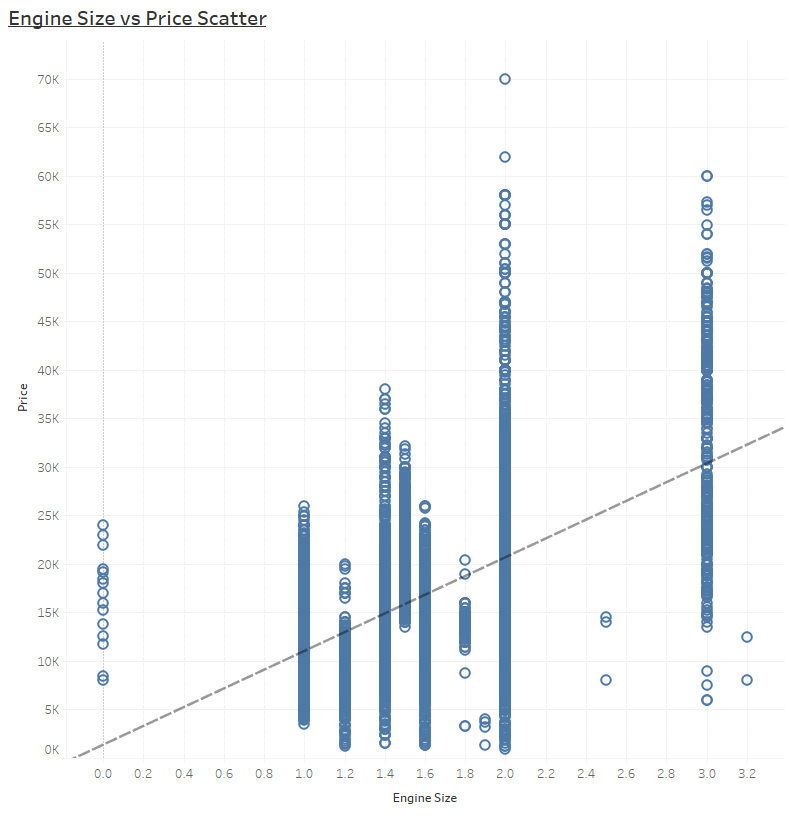 Engine Size vs Price Scatter
70K
65K
60K
55K
50K
45K
40K
35K
30K
25K
20K
15K
10K
5K
0K
Price
0.0 0.2 0.4 0.6 0.8 1.0 1.2 1.4 1.6 1.8 2.0 2.2 2.4 2.6 2.8 3.0 3.2
Engine Size